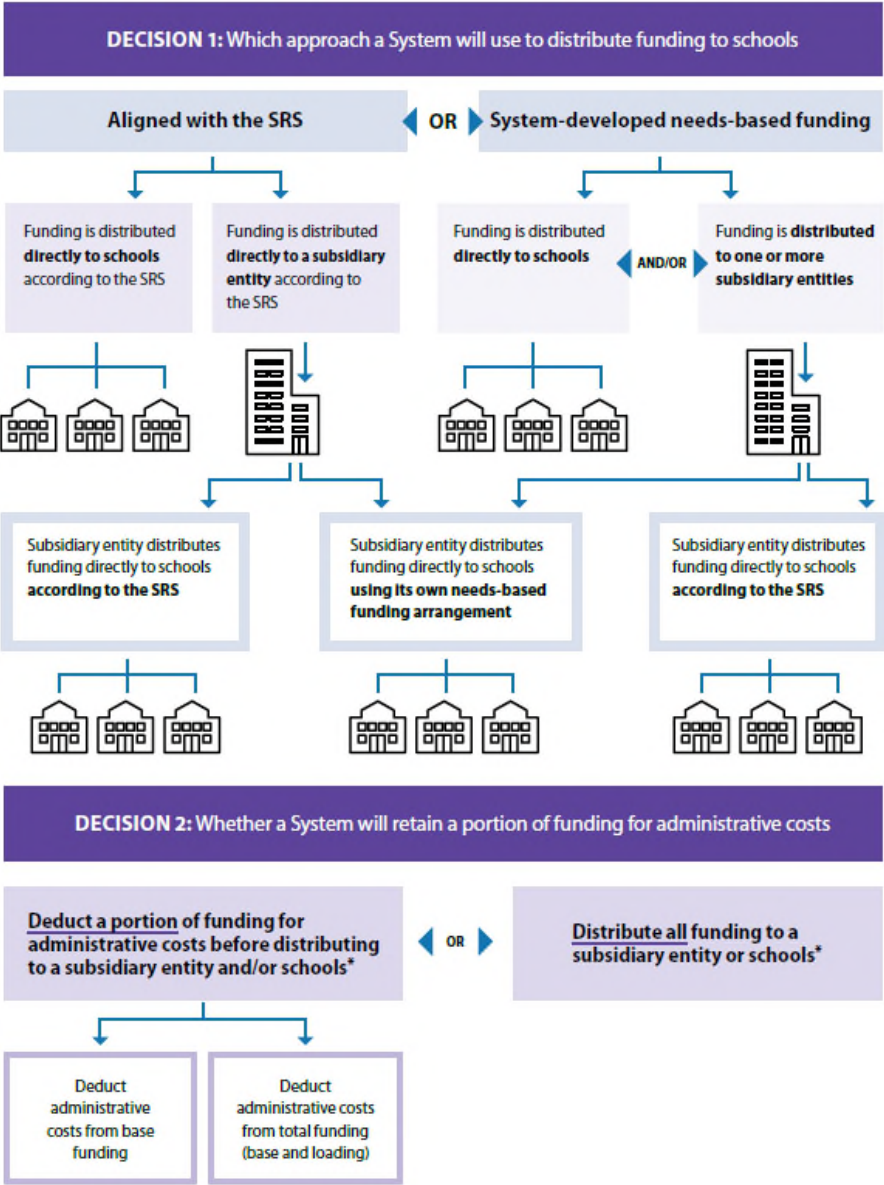 DECISION 1: Which approach a System will use to distribute funding to schools
Aligned with the SRS
OR
System-developed needs-based funding
Funding is distributed
directly to schools
according to the SRS
Funding is distributed
directly to a subsidiary
entity according to
the SRS
Funding is distributed
directly to schools
AND/OR
Funding is distributed
to one or more
subsidiary entities
Subsidiary entity distributes
funding directly to schools
according to the SRS
Subsidiary entity distributes
funding directly to schools
using its own needs-based
funding arrangement
Subsidiary entity distributes
funding directly to schools
according to the SRS
DECISION 2: Whether a System will retain a portion of funding for administrative costs
Deduct a portion of funding for
administrative costs before distributing
to a subsidiary entity and/or schools*
OR
Distribute all funding to a
subsidiary entity or schools*
Deduct
administrative
costs from base
funding
Deduct
administrative costs
from total funding
(base and loading)